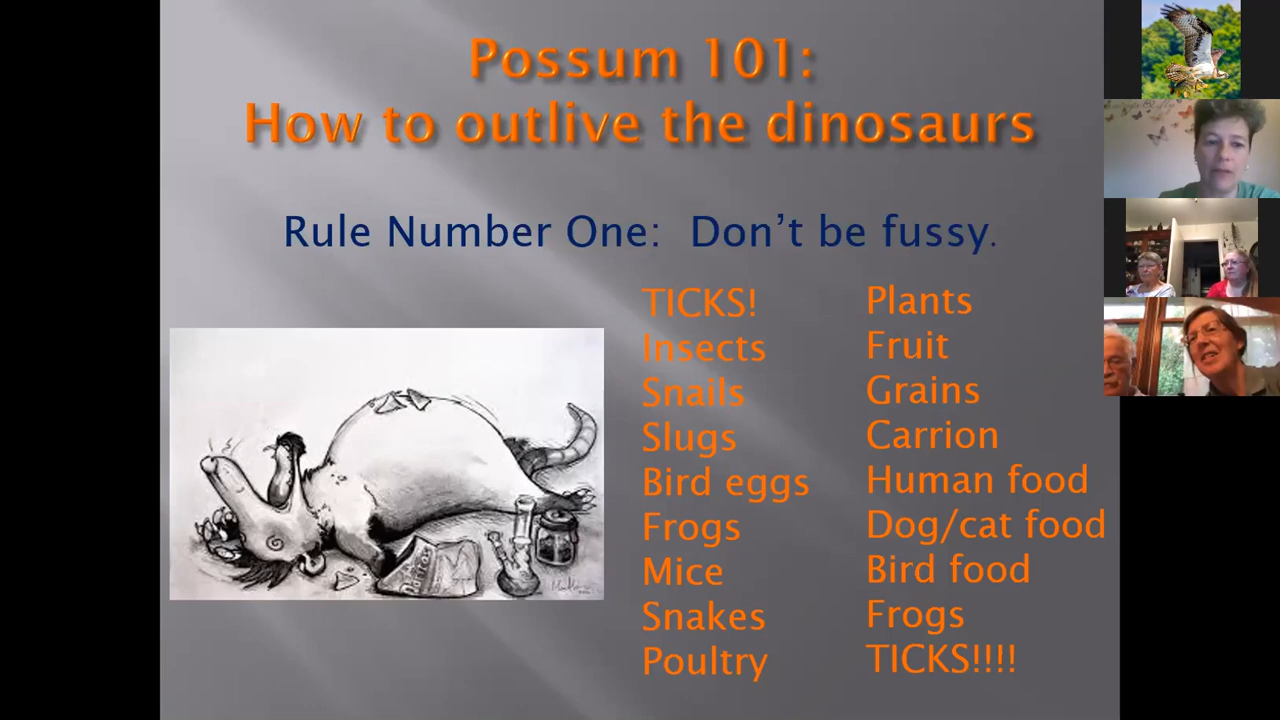 Possum 101:
How to outlive the dinosaurs
Rule Number One: Don’t be fussy.
TICKS!
Insects
Snails
Slugs
Bird eggs
Frogs
Mice
Snakes
Poultry
Plants
Fruit
Grains
Carrion
Human food
Dog/cat food
Bird food
Frogs
TICKS!!!!